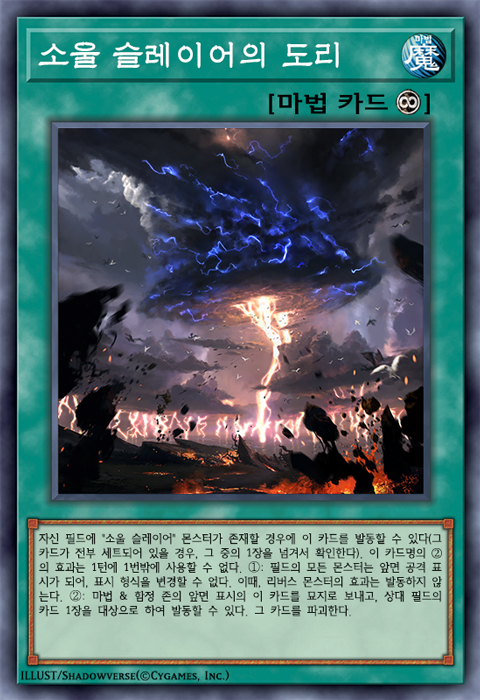 소울 슬레이어의 도리
마법
魔
[마법 카드 ♾]
자신 필드에 "소울 슬레이어" 몬스터가 존재할 경우에 이 카드를 발동할 수 있다(그
카드가 전부 세트되어 있을 경우, 그 중의 1장을 넘겨서 확인한다). 이 카드명의 ②
의 효과는 1턴에 1번밖에 사용할 수 없다. ①: 필드의 모든 몬스터는 앞면 공격 표
시가 되어, 표시 형식을 변경할 수 없다. 이때, 리버스 몬스터의 효과는 발동하지 않
는다. ②: 마법 & 함정 존의 앞면 표시의 이 카드를 묘지로 보내고, 상대 필드의
카드 1장을 대상으로 하여 발동할 수 있다. 그 카드를 파괴한다.
ILLUST/Shadowverse(©Cygames, Inc.)